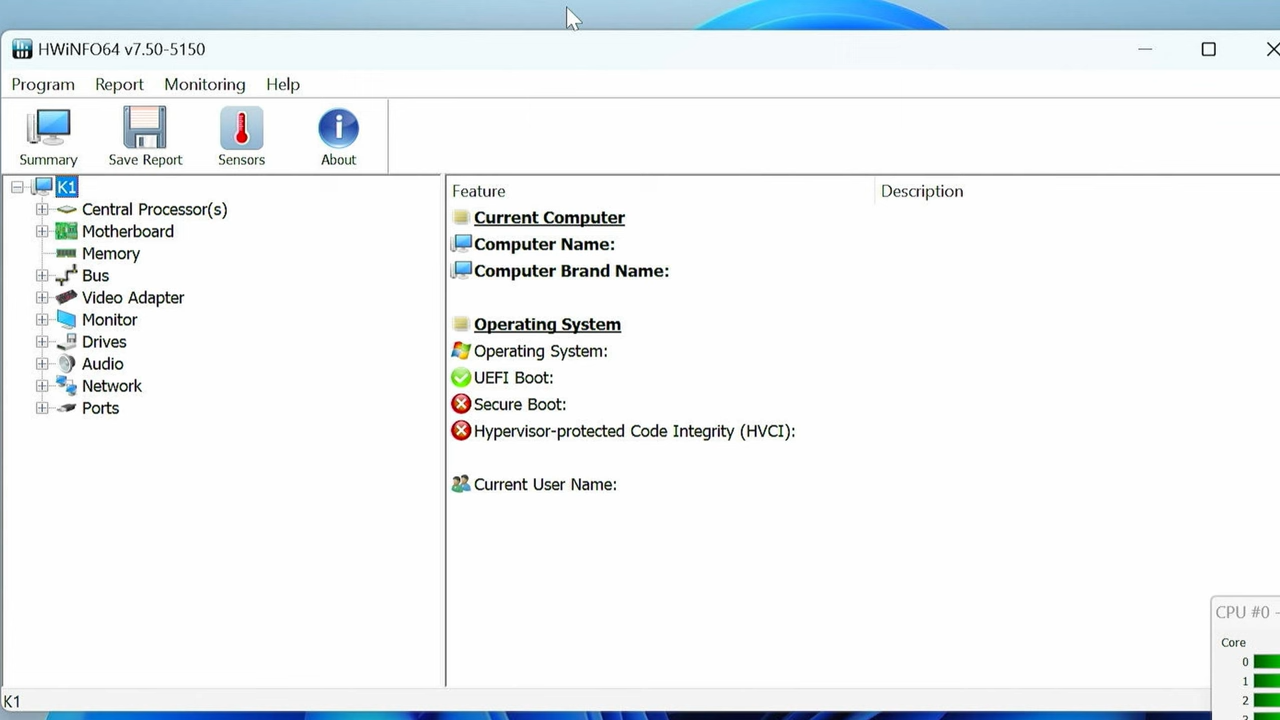 HWiNFO64 v7.50-5150
Program Report Monitoring Help
Summary Save Report Sensors About
K1
Central Processor(s)
Motherboard
Memory
Bus
Video Adapter
Monitor
Drives
Audio
Network
Ports
Feature Description
Current Computer
Computer Name:
Computer Brand Name:
Operating System
Operating System:
UEFI Boot:
Secure Boot:
Hypervisor-protected Code Integrity (HVCI):
Current User Name:
CPU #0 -
Core
0
1
2
K1